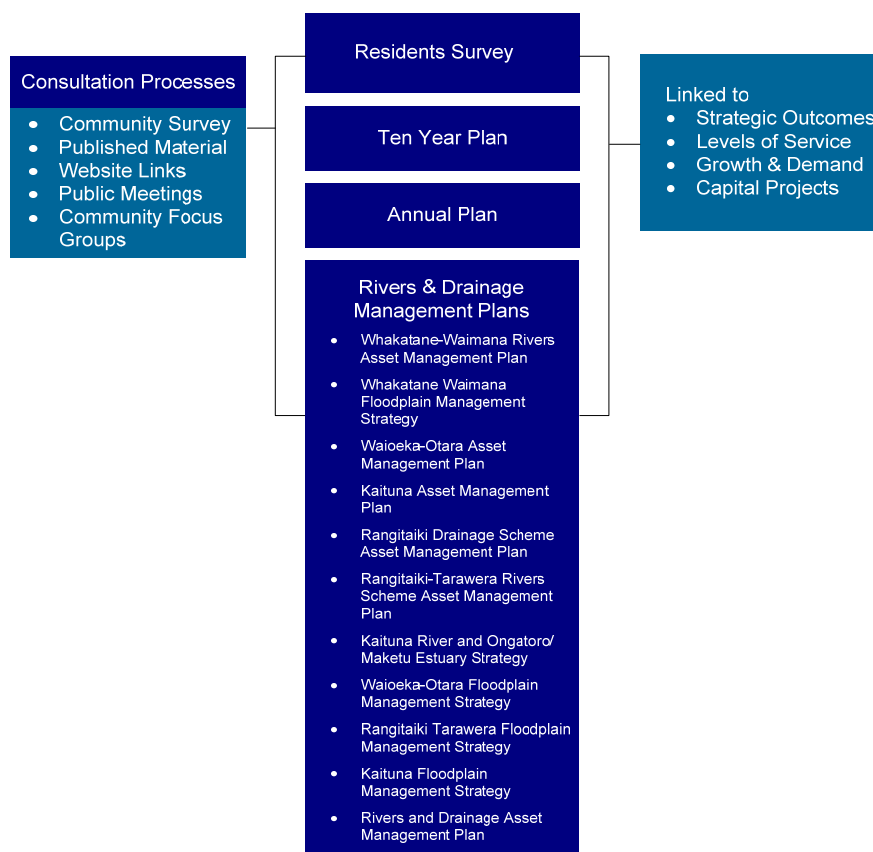 Consultation Processes
• Community Survey
• Published Material
• Website Links
• Public Meetings
• Community Focus
Groups
Residents Survey
Ten Year Plan
Annual Plan
Rivers & Drainage
Management Plans
• Whakatane-Waimana Rivers
Asset Management Plan
• Whakatane Waimana
Floodplain Management
Strategy
• Waioeka-Otara Asset
Management Plan
• Kaituna Asset Management
Plan
• Rangitaiki Drainage Scheme
Asset Management Plan
• Rangitaiki-Tarawera Rivers
Scheme Asset Management
Plan
• Kaituna River and Ongatoro/
Maketu Estuary Strategy
• Waioeka-Otara Floodplain
Management Strategy
• Rangitaiki Tarawera Floodplain
Management Strategy
• Kaituna Floodplain
Management Strategy
• Rivers and Drainage Asset
Management Plan
Linked to
• Strategic Outcomes
• Levels of Service
• Growth & Demand
• Capital Projects